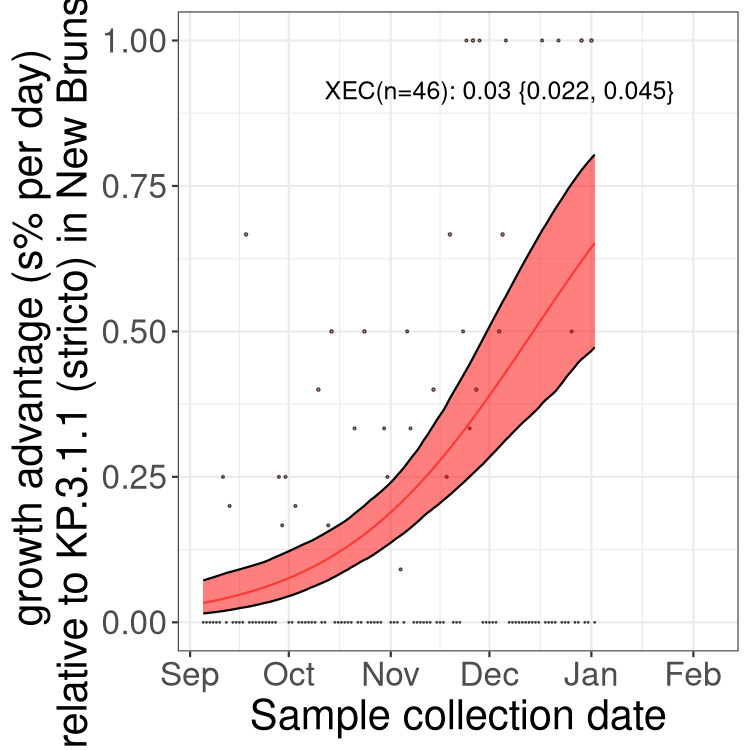 growth advantage (s% per day)
relative to KP.3.1.1 (stricto) in New Bruns
1.00
0.75
0.50
0.25
0.00
XEC(n=46): 0.03 {0.022, 0.045}
Sep Oct Nov Dec Jan Feb
Sample collection date